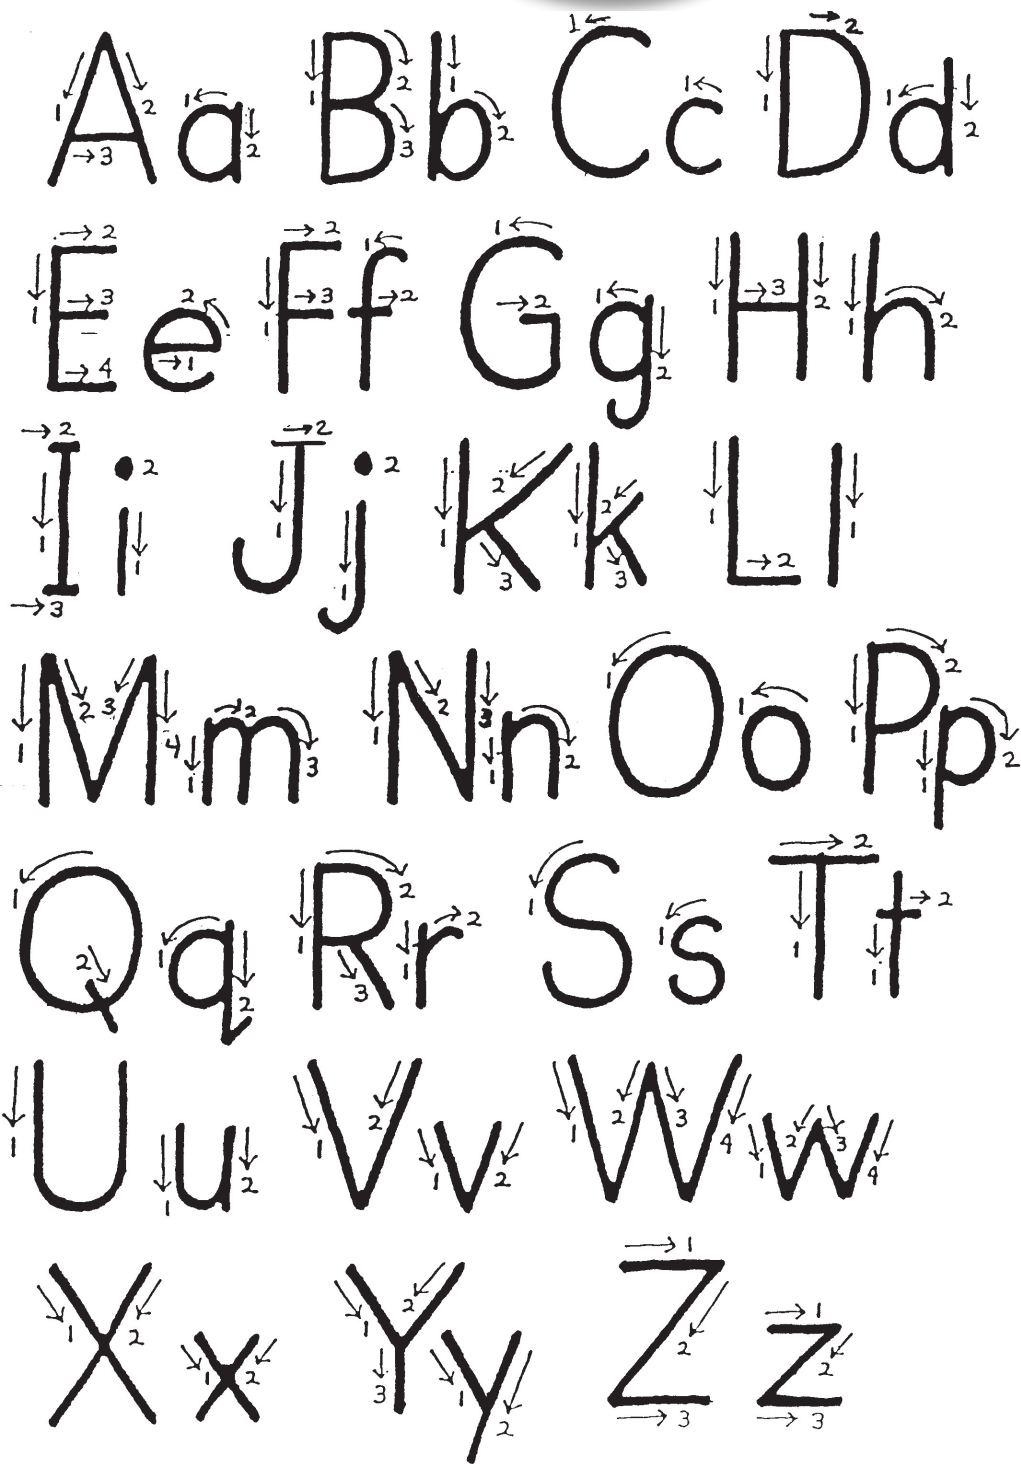 Aa Bb Cc Dd
Ee Ff Gg Hh
Ii Jj Kk Ll
Mm Nn Oo Pp
Qq Rr Ss Tt
Uu Vv Ww
Xx Yy Zz